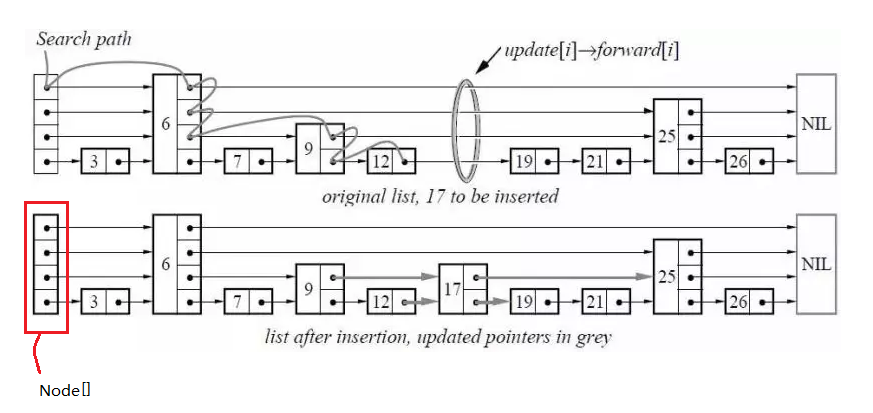 Search path
update[i]→forward[i]
6
NIL
25
9
3
7
12
19
21
26
original list, 17 to be inserted
6
NIL
25
9
17
3
7
12
19
21
26
list after insertion, updated pointers in grey
Node[]